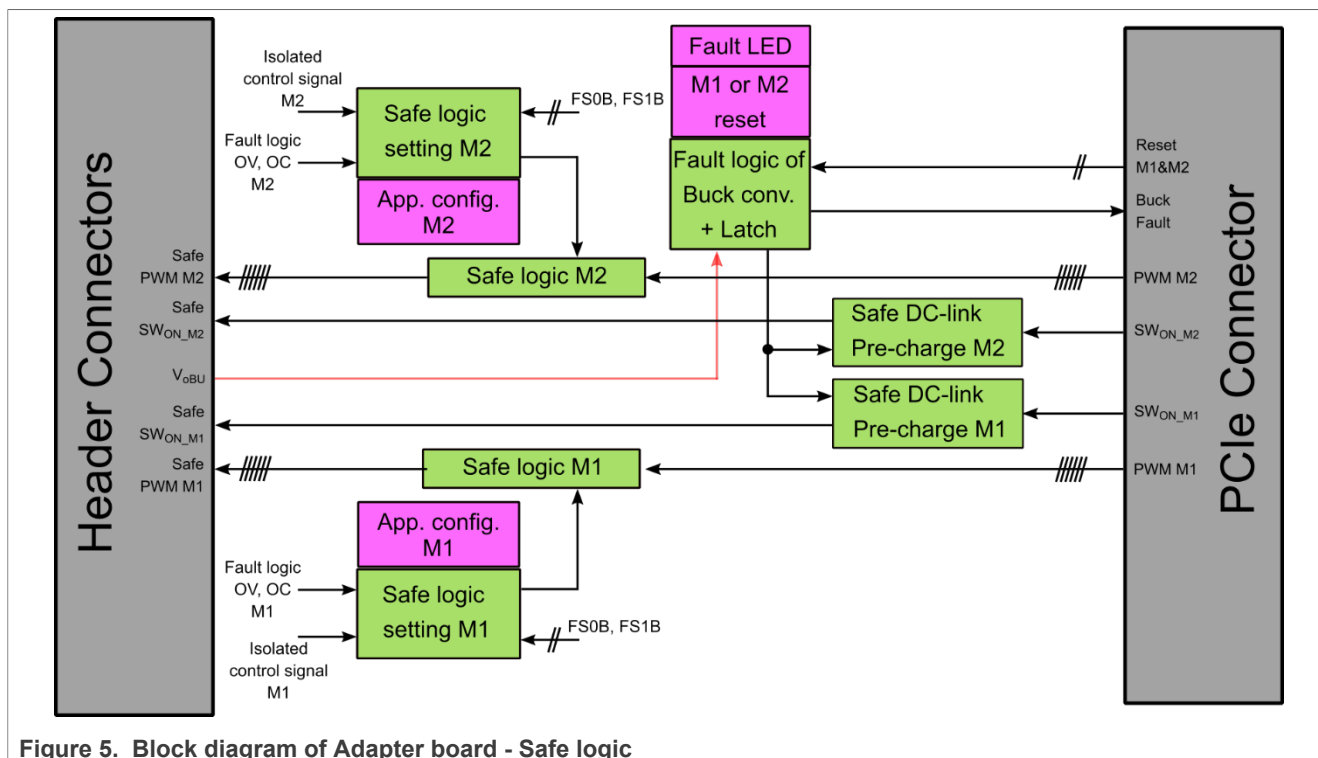 Header Connectors
Isolated
control signal
M2
Fault logic
OV, OC
M2
Safe logic
setting M2
App. config.
M2
FS0B, FS1B
Fault LED
M1 or M2
reset
Fault logic of
Buck conv.
+ Latch
Reset
M1&M2
Buck
Fault
Safe
PWM M2
Safe logic M2
PWM M2
Safe
SWON_M2
Safe DC-link
Pre-charge M2
SWON_M2
VoBU
Safe
SWON_M1
Safe DC-link
Pre-charge M1
SWON_M1
Safe
PWM M1
Safe logic M1
PWM M1
App. config.
M1
Safe logic
setting M1
Fault logic
OV, OC
M1
Isolated
control signal
M1
FS0B, FS1B
PCIe Connector
Figure 5. Block diagram of Adapter board - Safe logic